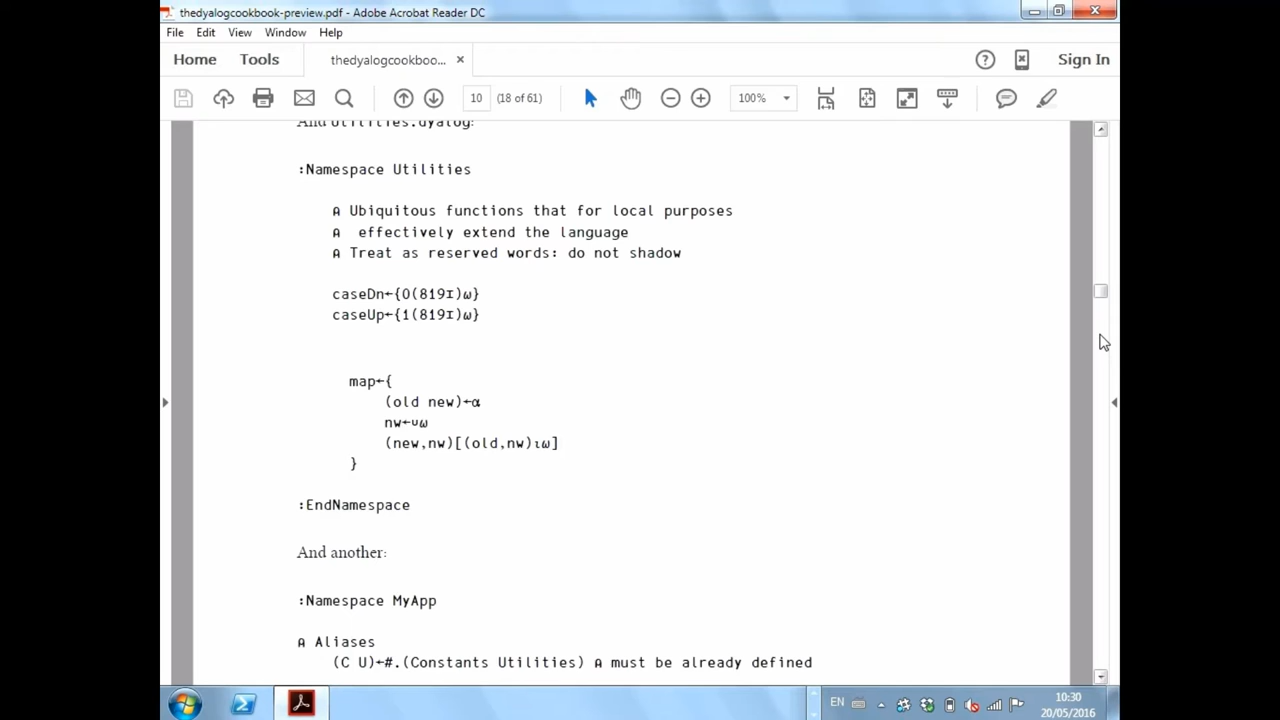 thedyalogcookbook-preview.pdf - Adobe Acrobat Reader DC
File Edit View Window Help
Home Tools thedyalogcookboo... ×
Sign In
10 (18 of 61) 100%
And Utilities.dyalog:
:Namespace Utilities
⍝ Ubiquitous functions that for local purposes
⍝  effectively extend the language
⍝ Treat as reserved words: do not shadow
caseDn←{0(819⌶)⍵}
caseUp←{1(819⌶)⍵}
map←{
(old new)←⍺
nw←∪⍵
(new,nw)[(old,nw)⍳⍵]
}
:EndNamespace
And another:
:Namespace MyApp
⍝ Aliases
(C U)←#.(Constants Utilities) ⍝ must be already defined
EN
10:30
20/05/2016